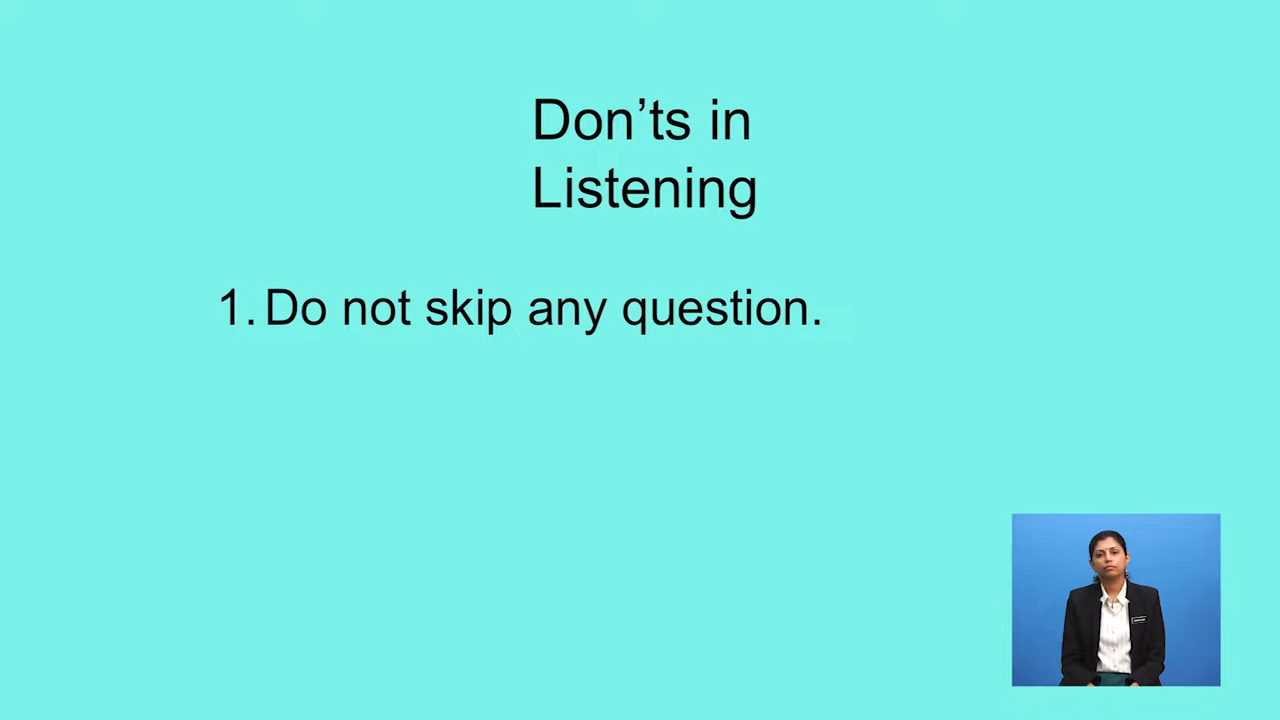 Don’ts in
Listening
1. Do not skip any question.